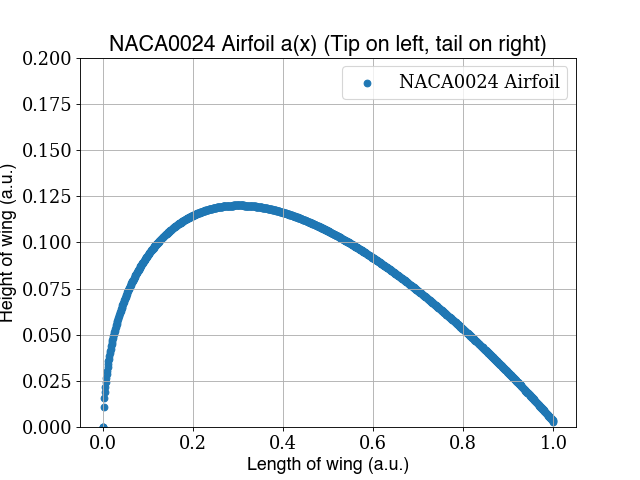 NACA0024 Airfoil a(x) (Tip on left, tail on right)
0.200
0.175
0.150
0.125
0.100
0.075
0.050
0.025
0.000
Height of wing (a.u.)
NACA0024 Airfoil
0.0 0.2 0.4 0.6 0.8 1.0
Length of wing (a.u.)